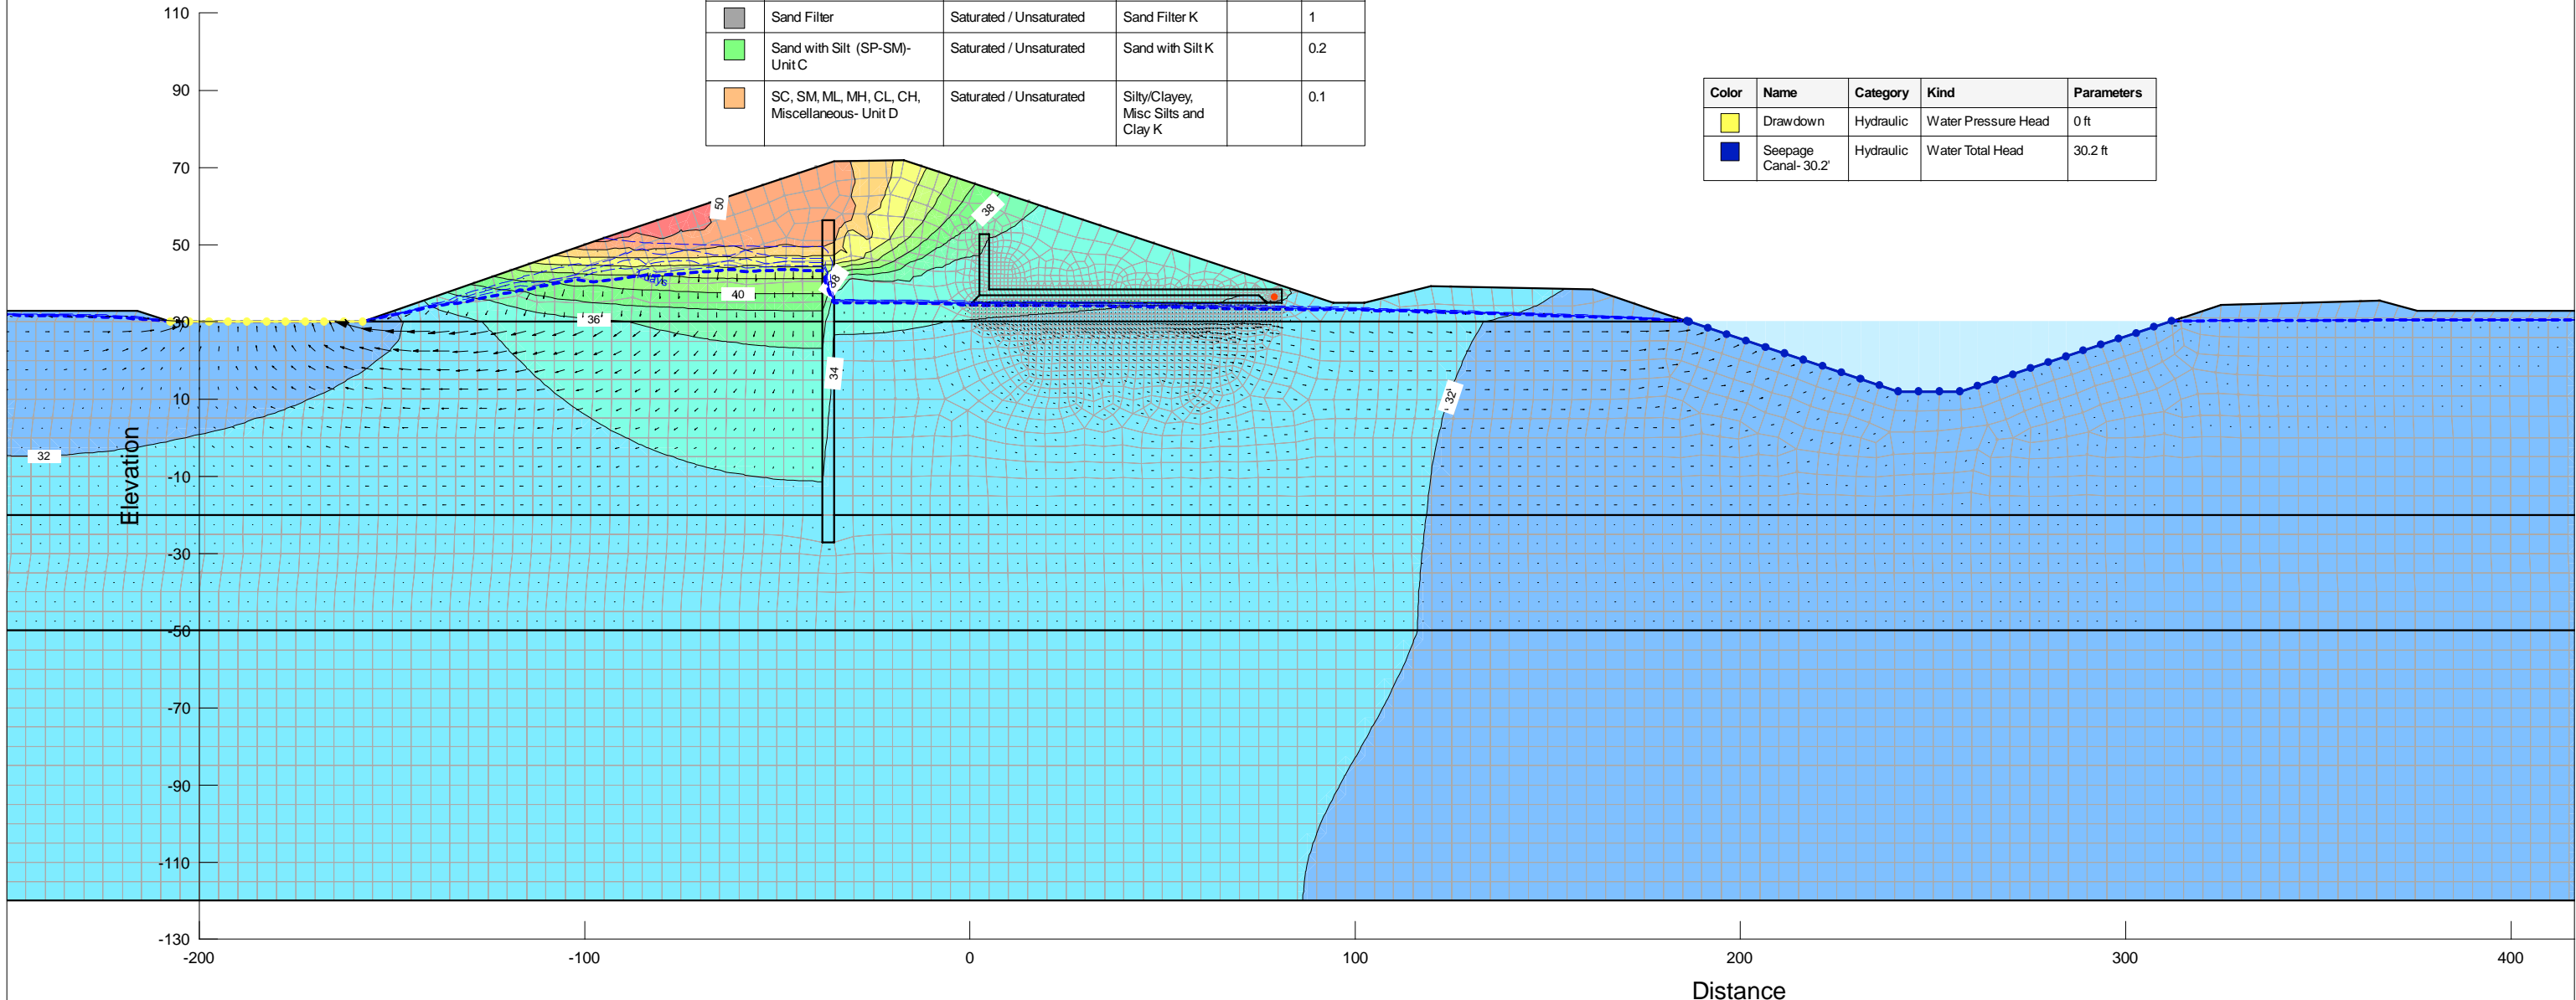 Sand Filter Saturated / Unsaturated Sand Filter K 1
Sand with Silt (SP-SM)- Saturated / Unsaturated Sand with Silt K 0.2
Unit C
SC, SM, ML, MH, CL, CH, Saturated / Unsaturated Silty/Clayey, 0.1
Miscellaneous- Unit D Misc Silts and
Clay K
Color Name Category Kind Parameters
Drawdown Hydraulic Water Pressure Head 0 ft
Seepage Hydraulic Water Total Head 30.2 ft
Canal- 30.2'
110
90
70
50
30
10
-10
-30
-50
-70
-90
-110
-130
Elevation
50
38
38
days
40
36
34
32
32
-200
-100
0
100
200
300
400
Distance